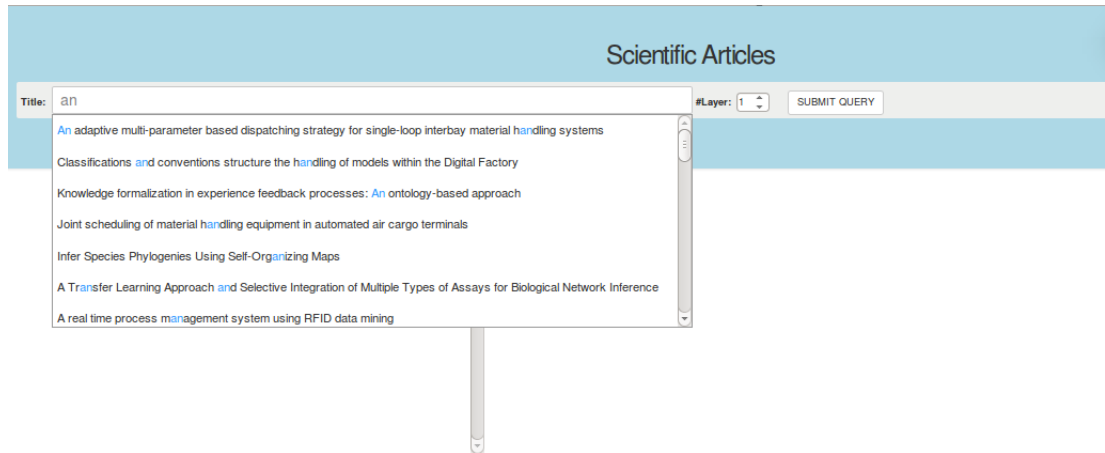 Scientific Articles
Title: an #Layer: 1 SUBMIT QUERY
An adaptive multi-parameter based dispatching strategy for single-loop interbay material handling systems
Classifications and conventions structure the handling of models within the Digital Factory
Knowledge formalization in experience feedback processes: An ontology-based approach
Joint scheduling of material handling equipment in automated air cargo terminals
Infer Species Phylogenies Using Self-Organizing Maps
A Transfer Learning Approach and Selective Integration of Multiple Types of Assays for Biological Network Inference
A real time process management system using RFID data mining